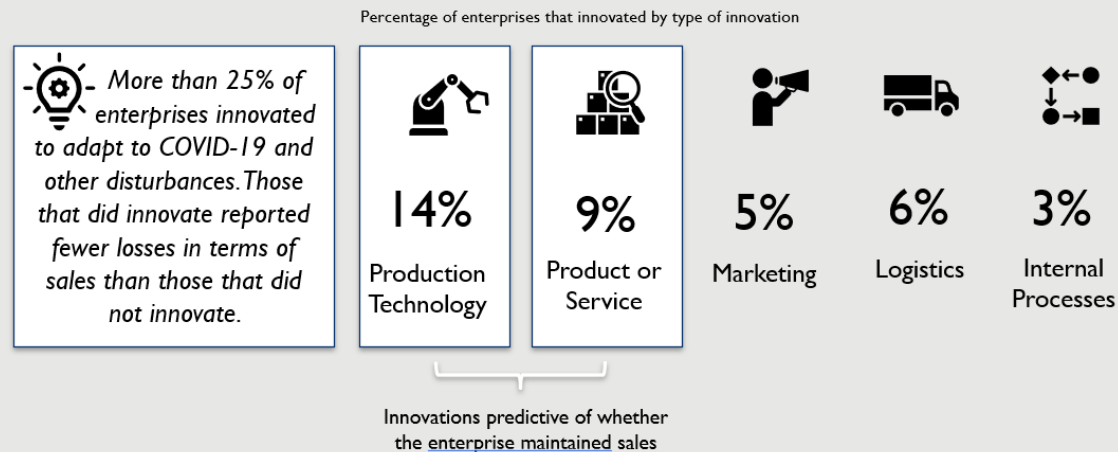 Percentage of enterprises that innovated by type of innovation
More than 25% of
enterprises innovated
to adapt to COVID-19 and
other disturbances. Those
that did innovate reported
fewer losses in terms of
sales than those that did
not innovate.
14%
Production
Technology
9%
Product or
Service
5%
Marketing
6%
Logistics
3%
Internal
Processes
Innovations predictive of whether
the enterprise maintained sales